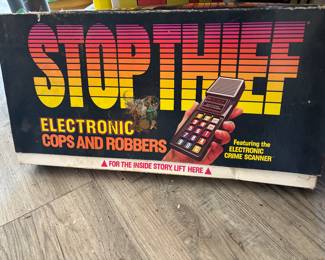 STOP THIEF
ELECTRONIC
COPS AND ROBBERS
Featuring the
ELECTRONIC
CRIME SCANNER
▲ FOR THE INSIDE STORY, LIFT HERE ▲